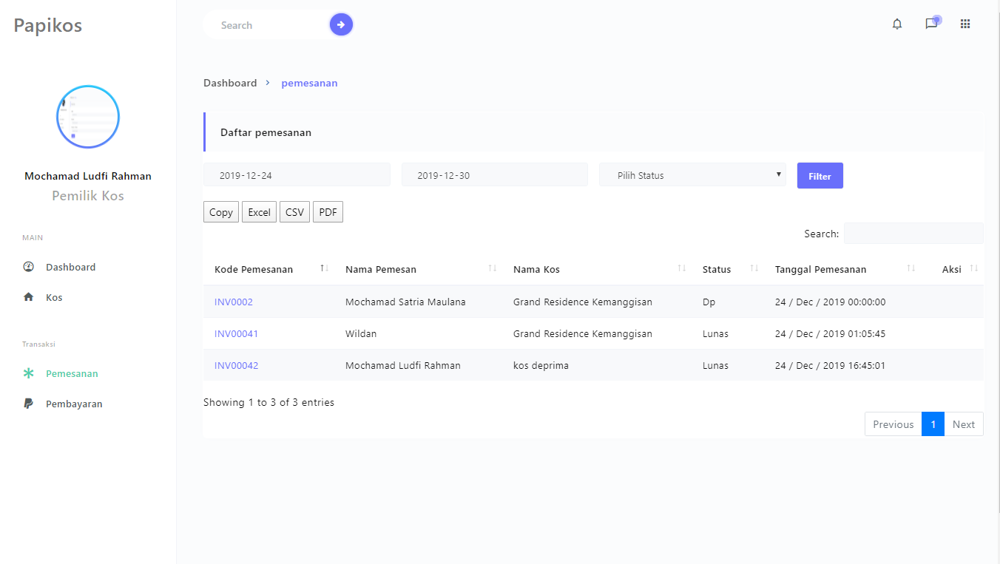 Papikos
Search
Mochamad Ludfi Rahman
Pemilik Kos
MAIN
Dashboard
Kos
Transaksi
Pemesanan
Pembayaran
Dashboard > pemesanan
Daftar pemesanan
2019-12-24 2019-12-30 Pilih Status Filter
Copy Excel CSV PDF
Search:
Kode Pemesanan Nama Pemesan Nama Kos Status Tanggal Pemesanan Aksi
INV0002 Mochamad Satria Maulana Grand Residence Kemanggisan Dp 24 / Dec / 2019 00:00:00
INV00041 Wildan Grand Residence Kemanggisan Lunas 24 / Dec / 2019 01:05:45
INV00042 Mochamad Ludfi Rahman kos deprima Lunas 24 / Dec / 2019 16:45:01
Showing 1 to 3 of 3 entries
Previous 1 Next